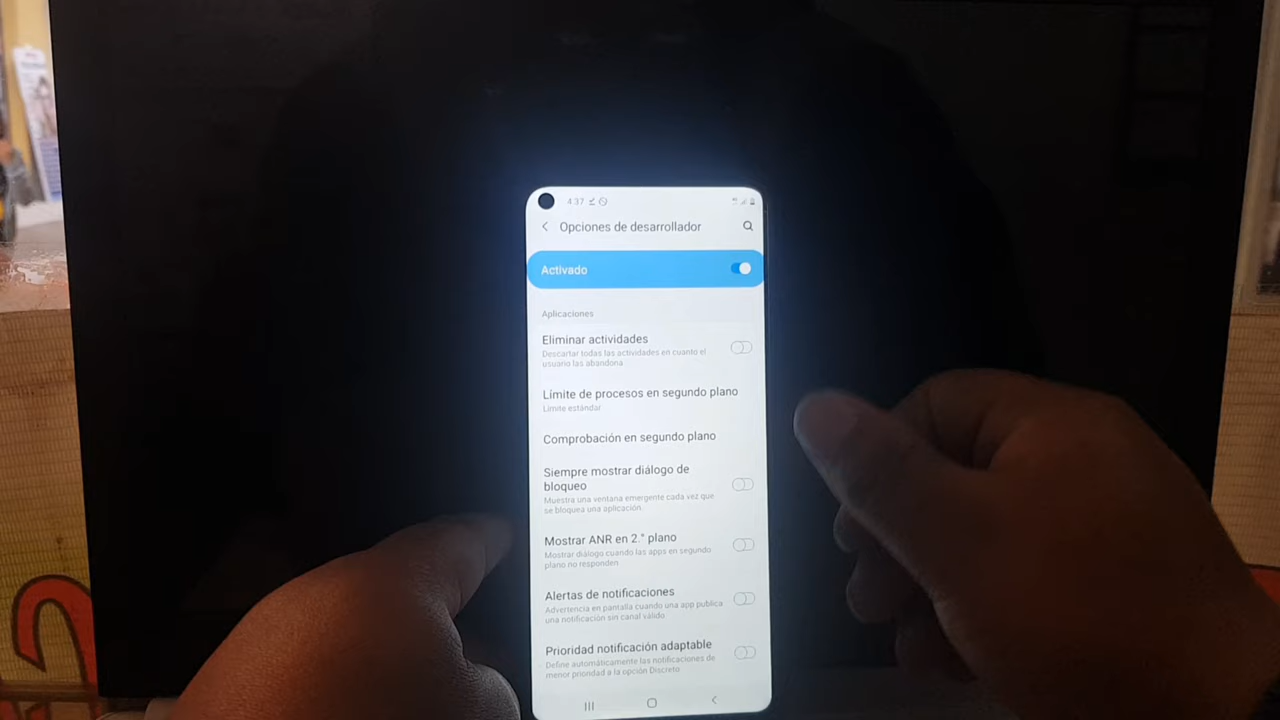 4:37
Opciones de desarrollador
Activado
Aplicaciones
Eliminar actividades
Descartar todas las actividades en cuanto el
usuario las abandona
Límite de procesos en segundo plano
Límite estándar
Comprobación en segundo plano
Siempre mostrar diálogo de
bloqueo
Muestra una ventana emergente cada vez que
se bloquea una aplicación
Mostrar ANR en 2.° plano
Mostrar diálogo cuando las apps en segundo
plano no responden
Alertas de notificaciones
Advertencia en pantalla cuando una app publica
una notificación sin canal válido
Prioridad notificación adaptable
Define automáticamente las notificaciones de
menor prioridad a la opción Discreto